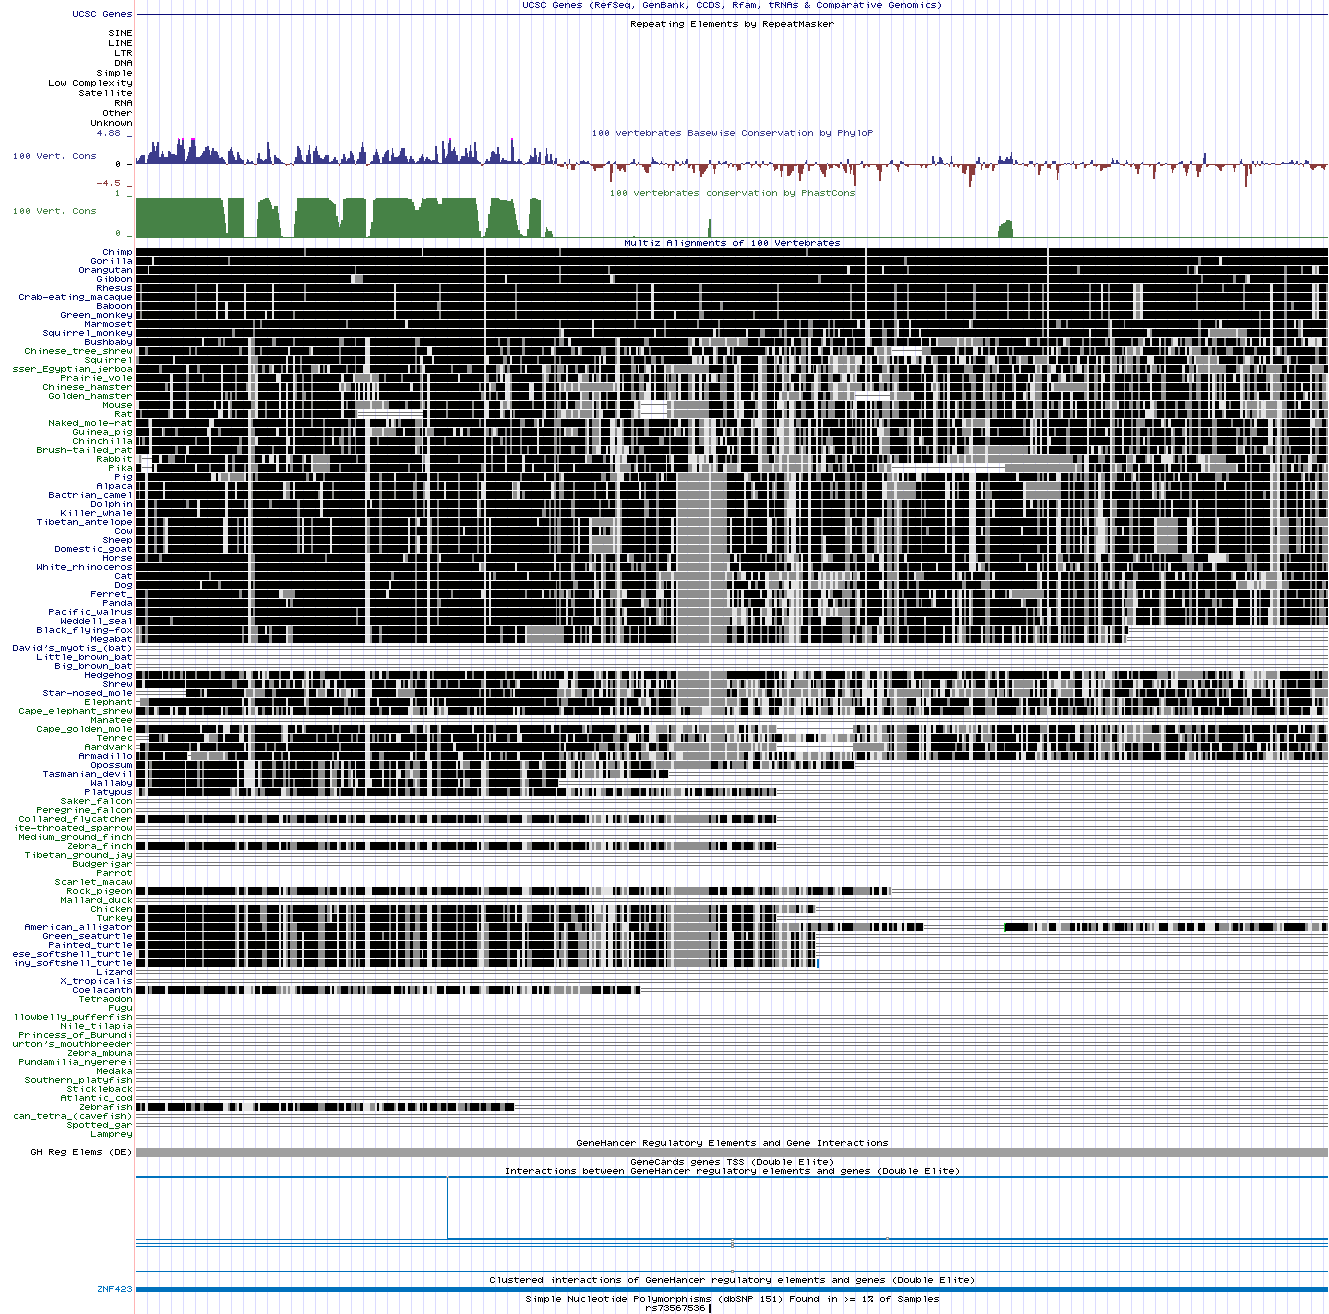 UCSC Genes (RefSeq, GenBank, CCDS, Rfam, tRNAs & Comparative Genomics)
UCSC Genes
Repeating Elements by RepeatMasker
SINE
LINE
LTR
DNA
Simple
Low Complexity
Satellite
RNA
Other
Unknown
4.88 _
100 vertebrates Basewise Conservation by PhyloP
100 Vert. Cons
0 _
-4.5 _
1 _
100 vertebrates conservation by PhastCons
100 Vert. Cons
0 _
Multiz Alignments of 100 Vertebrates
Chimp
Gorilla
Orangutan
Gibbon
Rhesus
Crab-eating_macaque
Baboon
Green_monkey
Marmoset
Squirrel_monkey
Bushbaby
Chinese_tree_shrew
Squirrel
sser_Egyptian_jerboa
Prairie_vole
Chinese_hamster
Golden_hamster
Mouse
Rat
Naked_mole-rat
Guinea_pig
Chinchilla
Brush-tailed_rat
Rabbit
Pika
Pig
Alpaca
Bactrian_camel
Dolphin
Killer_whale
Tibetan_antelope
Cow
Sheep
Domestic_goat
Horse
White_rhinoceros
Cat
Dog
Ferret_
Panda
Pacific_walrus
Weddell_seal
Black_flying-fox
Megabat
David's_myotis_(bat)
Little_brown_bat
Big_brown_bat
Hedgehog
Shrew
Star-nosed_mole
Elephant
Cape_elephant_shrew
Manatee
Cape_golden_mole
Tenrec
Aardvark
Armadillo
Opossum
Tasmanian_devil
Wallaby
Platypus
Saker_falcon
Peregrine_falcon
Collared_flycatcher
ite-throated_sparrow
Medium_ground_finch
Zebra_finch
Tibetan_ground_jay
Budgerigar
Parrot
Scarlet_macaw
Rock_pigeon
Mallard_duck
Chicken
Turkey
American_alligator
Green_seaturtle
Painted_turtle
ese_softshell_turtle
iny_softshell_turtle
Lizard
X_tropicalis
Coelacanth
Tetraodon
Fugu
llowbelly_pufferfish
Nile_tilapia
Princess_of_Burundi
urton's_mouthbreeder
Zebra_mbuna
Pundamilia_nyererei
Medaka
Southern_platyfish
Stickleback
Atlantic_cod
Zebrafish
can_tetra_(cavefish)
Spotted_gar
Lamprey
GeneHancer Regulatory Elements and Gene Interactions
GH Reg Elems (DE)
GeneCards genes TSS (Double Elite)
Interactions between GeneHancer regulatory elements and genes (Double Elite)
Clustered interactions of GeneHancer regulatory elements and genes (Double Elite)
ZNF423
Simple Nucleotide Polymorphisms (dbSNP 151) Found in >= 1% of Samples
rs73567536